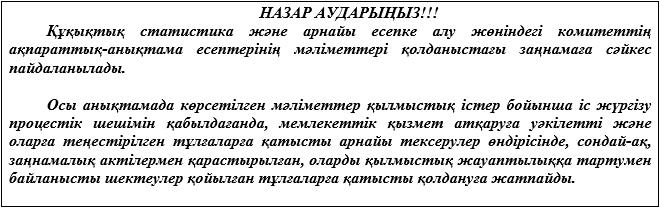 НАЗАР АУДАРЫҢЫЗ!!!
Құқықтық статистика және арнайы есепке алу жөніндегі комитеттің
ақпараттық-анықтама есептерінің мәліметтері қолданыстағы заңнамаға сәйкес
пайдаланылады.
Осы анықтамада көрсетілген мәліметтер қылмыстық істер бойынша іс жүргізу
процестік шешімін қабылдағанда, мемлекеттік қызмет атқаруға уәкілетті және
оларға теңестірілген тұлғаларға қатысты арнайы тексерулер өндірісінде, сондай-ақ,
заңнамалық актілермен қарастырылған, оларды қылмыстық жауаптылыққа тартумен
байланысты шектеулер қойылған тұлғаларға қатысты қолдануға жатпайды.